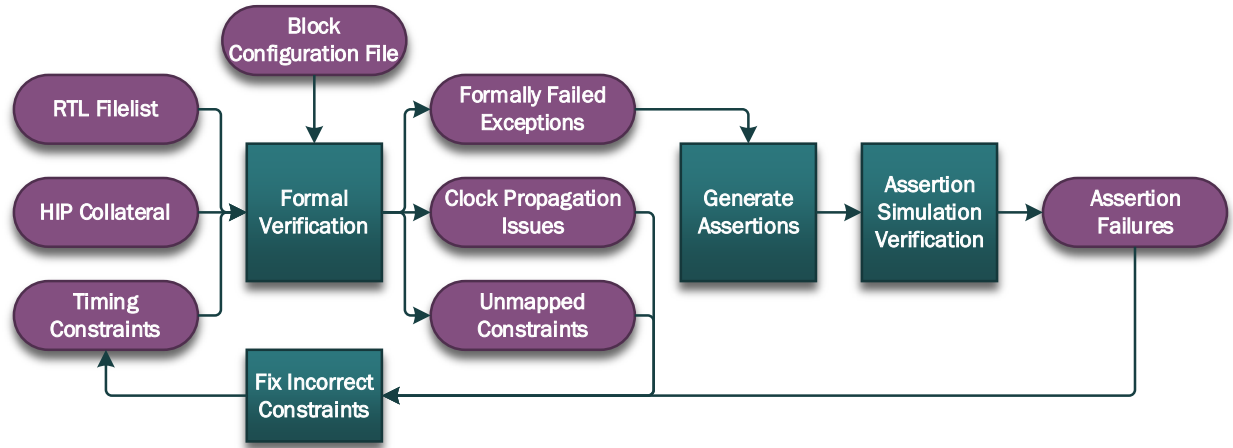 Block
Configuration File
RTL Filelist
HIP Collateral
Timing
Constraints
Formal
Verification
Formally Failed
Exceptions
Clock Propagation
Issues
Unmapped
Constraints
Generate
Assertions
Assertion
Simulation
Verification
Assertion
Failures
Fix Incorrect
Constraints